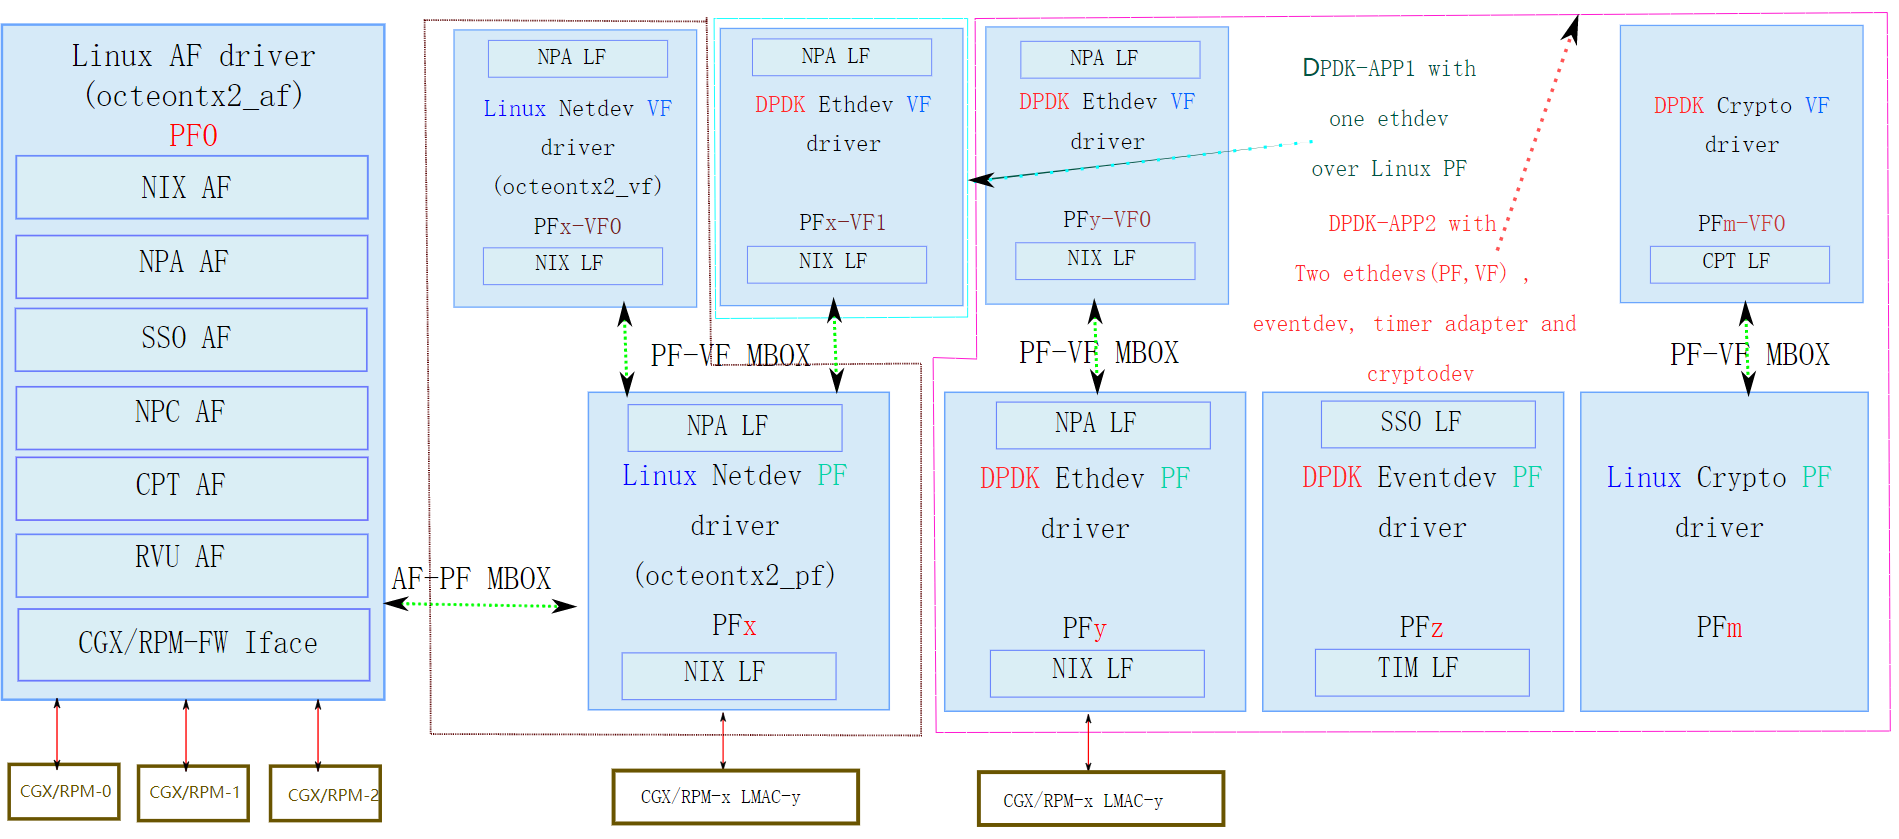 Linux AF driver
(octeontx2_af)
PF0
NIX AF
NPA AF
SSO AF
NPC AF
CPT AF
RVU AF
CGX/RPM-FW Iface
CGX/RPM-0
CGX/RPM-1
CGX/RPM-2
AF-PF MBOX
NPA LF
Linux Netdev VF
driver
(octeontx2_vf)
PFx-VF0
NIX LF
NPA LF
DPDK Ethdev VF
driver
PFx-VF1
NIX LF
PF-VF MBOX
NPA LF
Linux Netdev PF
driver
(octeontx2_pf)
PFx
NIX LF
CGX/RPM-x LMAC-y
NPA LF
DPDK Ethdev VF
driver
PFy-VF0
NIX LF
PF-VF MBOX
NPA LF
DPDK Ethdev PF
driver
PFy
NIX LF
CGX/RPM-x LMAC-y
DPDK-APP1 with
one ethdev
over Linux PF
DPDK-APP2 with
Two ethdevs(PF,VF) ,
eventdev, timer adapter and
cryptodev
SSO LF
DPDK Eventdev PF
driver
PFz
TIM LF
DPDK Crypto VF
driver
PFm-VF0
CPT LF
PF-VF MBOX
Linux Crypto PF
driver
PFm